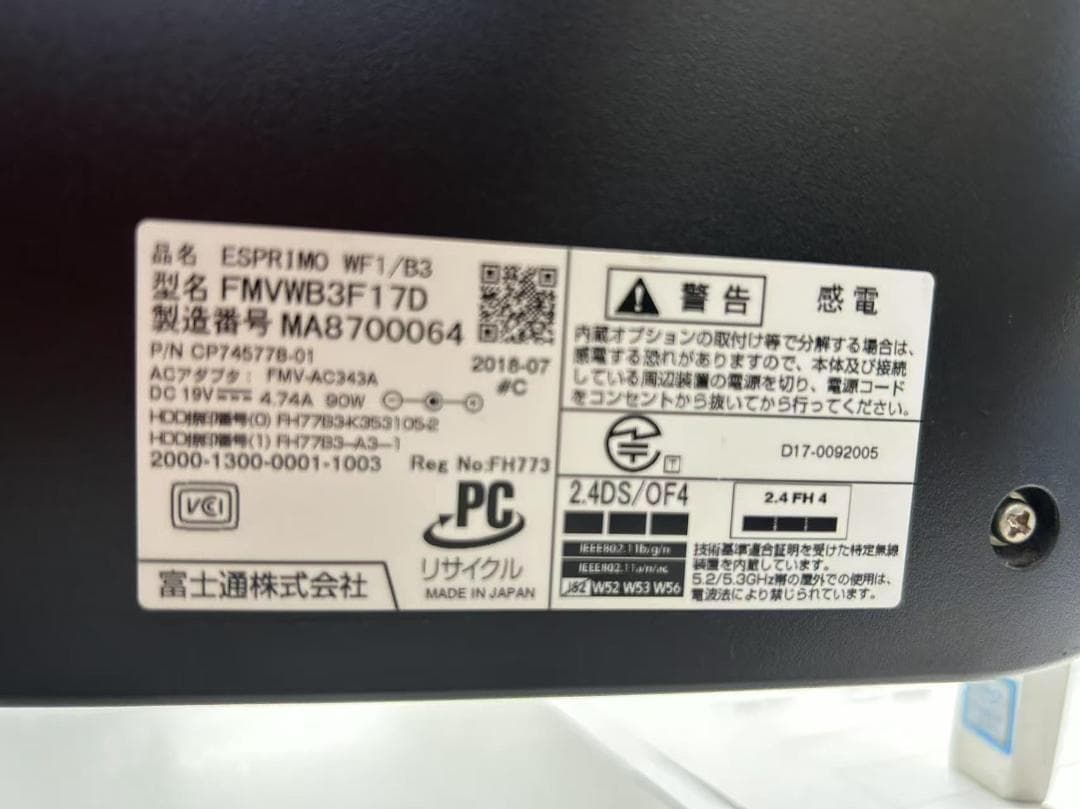 品名 ESPRIMO WF1/B3
型名 FMVWB3F17D
製造番号 MA8700064
P/N CP745778-01
2018-07
#C
ACアダプタ： FMV-AC343A
DC 19V 4.74A 90W
HDD捺印番号(0) FH77B3-K353105-2
HDD捺印番号(1) FH77B3-A3-1
2000-1300-0001-1003 Reg No:FH773
VCCI
PC
リサイクル
富士通株式会社
MADE IN JAPAN
警告 感電
内蔵オプションの取付け等で分解する場合は、
感電する恐れがありますので、本体及び接続
している周辺装置の電源を切り、電源コード
をコンセントから抜いてから行ってください。
T
D17-0092005
2.4DS/OF4
2.4 FH 4
IEEE802.11b/g/n
IEEE802.11a/n/ac
J52 W52 W53 W56
技術基準適合証明を受けた特定無線
装置を内蔵しています。
5.2/5.3GHz帯の屋外での使用は、
電波法により禁じられています。